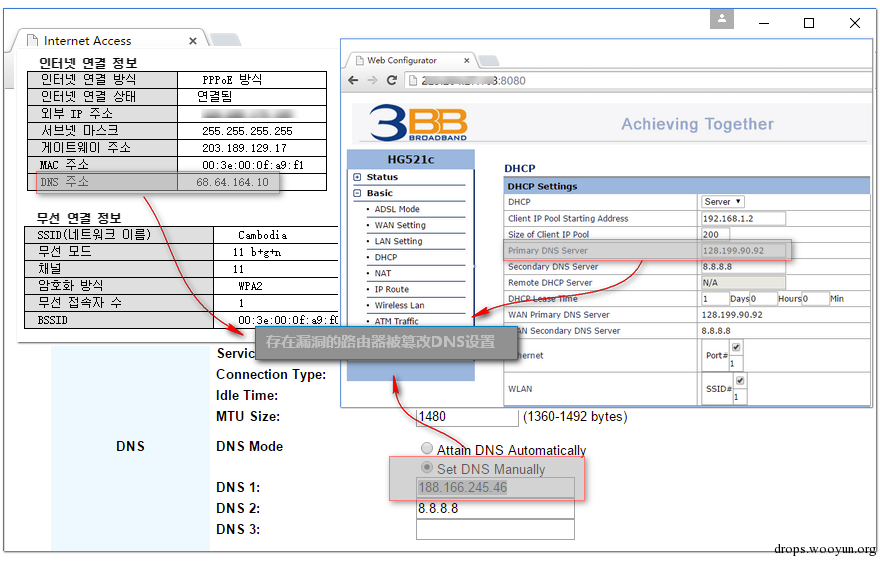 Internet Access
인터넷 연결 정보
인터넷 연결 방식 PPPoE 방식
인터넷 연결 상태 연결됨
외부 IP 주소
서브넷 마스크 255.255.255.255
게이트웨이 주소 203.189.129.17
MAC 주소 00:3e:00:0f:a9:f1
DNS 주소 68.64.164.10
무선 연결 정보
SSID(네트워크 이름) Cambodia
무선 모드 11 b+g+n
채널 11
암호화 방식 WPA2
무선 접속자 수 1
BSSID 00:3e:00:0f:a9:f0
Web Configurator
:8080
3BB
BROADBAND
Achieving Together
HG521c
Status
Basic
ADSL Mode
WAN Setting
LAN Setting
DHCP
NAT
IP Route
Wireless Lan
ATM Traffic
DHCP
DHCP Settings
DHCP Server
Client IP Pool Starting Address 192.168.1.2
Size of Client IP Pool 200
Primary DNS Server 128.199.90.92
Secondary DNS Server 8.8.8.8
Remote DHCP Server N/A
DHCP Lease Time 1 Days 0 Hours 0 Min
WAN Primary DNS Server 128.199.90.92
WAN Secondary DNS Server 8.8.8.8
hernet Port# 1
WLAN SSID# 1
存在漏洞的路由器被篡改DNS设置
Servic
Connection Type:
Idle Time:
MTU Size: 1480 (1360-1492 bytes)
DNS
DNS Mode Attain DNS Automatically
Set DNS Manually
DNS 1: 188.166.245.46
DNS 2: 8.8.8.8
DNS 3:
drops.wooyun.org